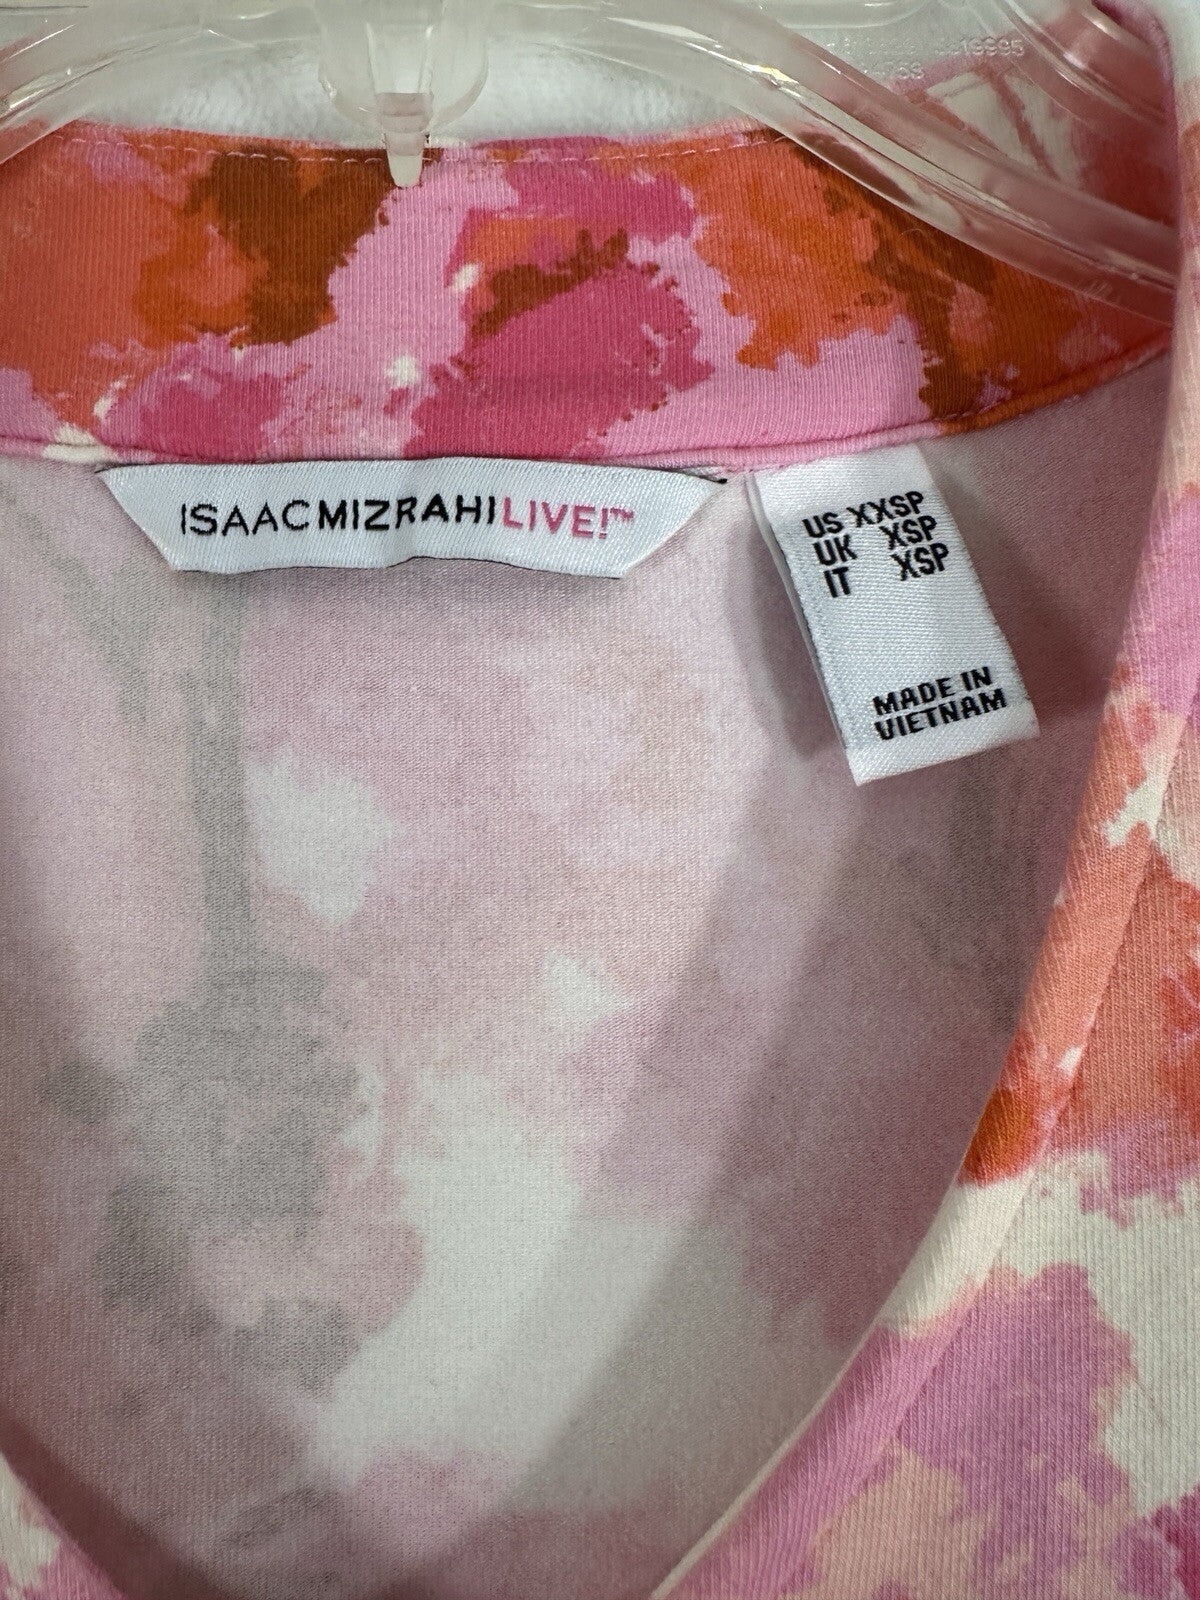 ISAACMIZRAHILIVE!™
US XXSP
UK XSP
IT XSP
MADE IN
VIETNAM